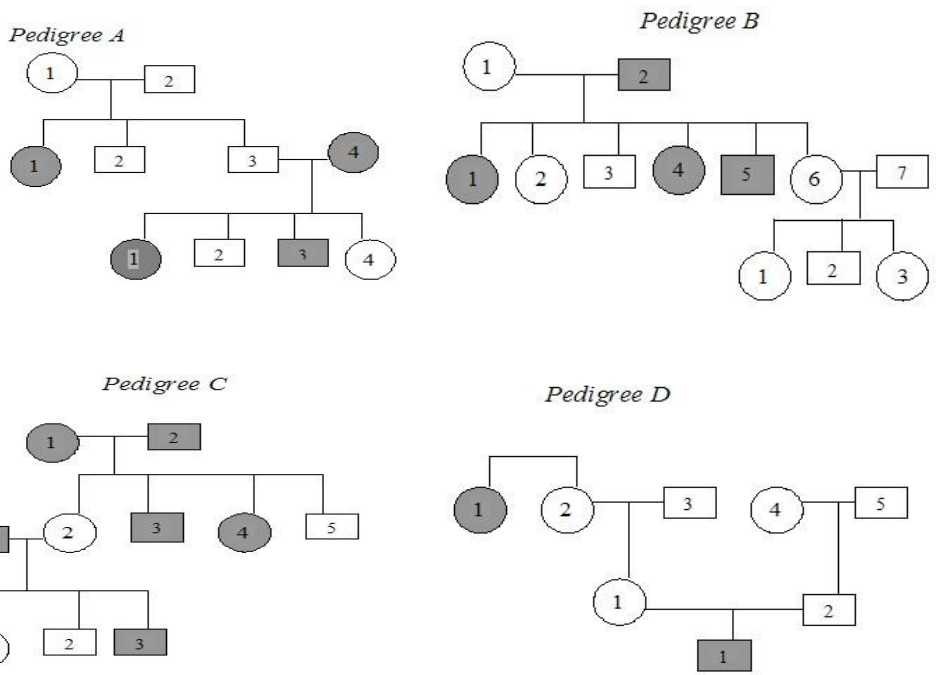 Pedigree A
1 2
1 2 3 4
1 2 3 4
Pedigree B
1 2
1 2 3 4 5 6 7
1 2 3
Pedigree C
1 2
2 3 4 5
2 3
Pedigree D
1 2 3 4 5
1 2
1